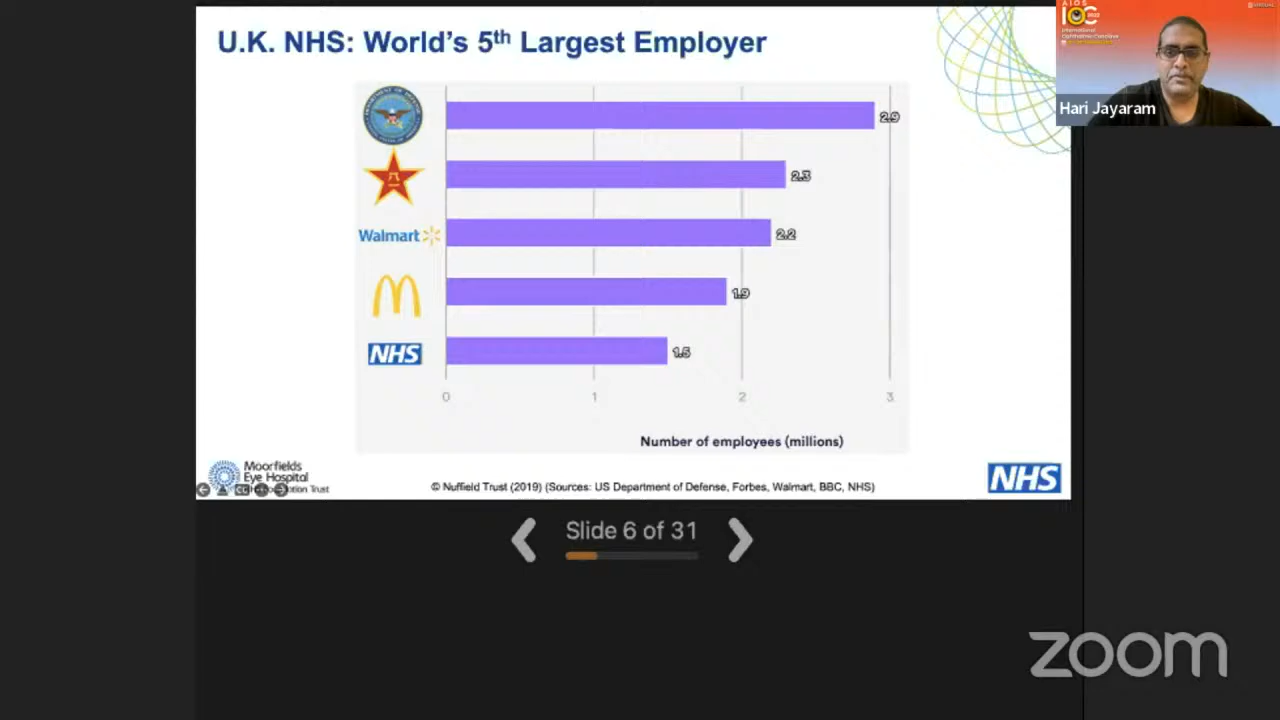 U.K. NHS: World's 5th Largest Employer
AIOS
IOC
Hari Jayaram
2.9
2.3
Walmart
2.2
1.9
NHS
1.5
0 1 2 3
Number of employees (millions)
Moorfields
Eye Hospital
© Nuffield Trust (2019) (Sources: US Department of Defense, Forbes, Walmart, BBC, NHS)
NHS
Slide 6 of 31
zoom